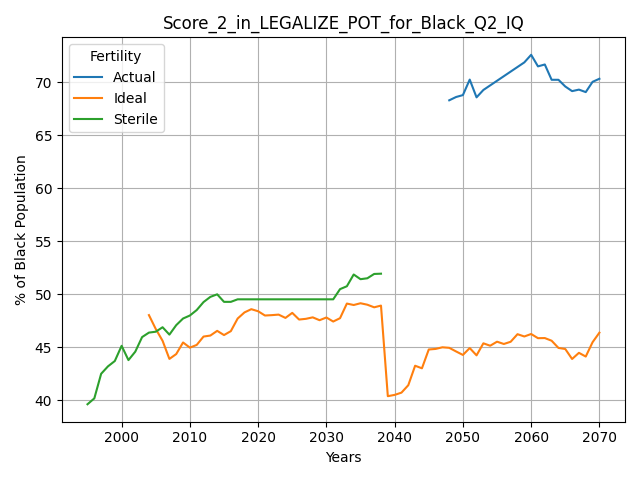 Score_2_in_LEGALIZE_POT_for_Black_Q2_IQ
Fertility
Actual
Ideal
Sterile
% of Black Population
70
65
60
55
50
45
40
2000 2010 2020 2030 2040 2050 2060 2070
Years